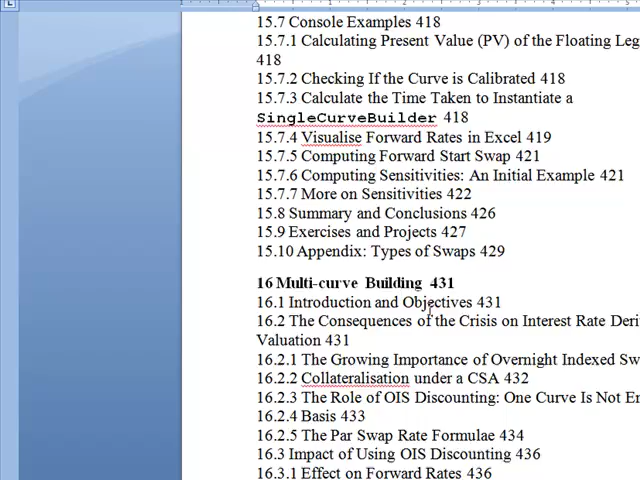 15.7 Console Examples 418
15.7.1 Calculating Present Value (PV) of the Floating Leg
418
15.7.2 Checking If the Curve is Calibrated 418
15.7.3 Calculate the Time Taken to Instantiate a
SingleCurveBuilder 418
15.7.4 Visualise Forward Rates in Excel 419
15.7.5 Computing Forward Start Swap 421
15.7.6 Computing Sensitivities: An Initial Example 421
15.7.7 More on Sensitivities 422
15.8 Summary and Conclusions 426
15.9 Exercises and Projects 427
15.10 Appendix: Types of Swaps 429
16 Multi-curve Building 431
16.1 Introduction and Objectives 431
16.2 The Consequences of the Crisis on Interest Rate Deri
Valuation 431
16.2.1 The Growing Importance of Overnight Indexed Sw
16.2.2 Collateralisation under a CSA 432
16.2.3 The Role of OIS Discounting: One Curve Is Not En
16.2.4 Basis 433
16.2.5 The Par Swap Rate Formulae 434
16.3 Impact of Using OIS Discounting 436
16.3.1 Effect on Forward Rates 436